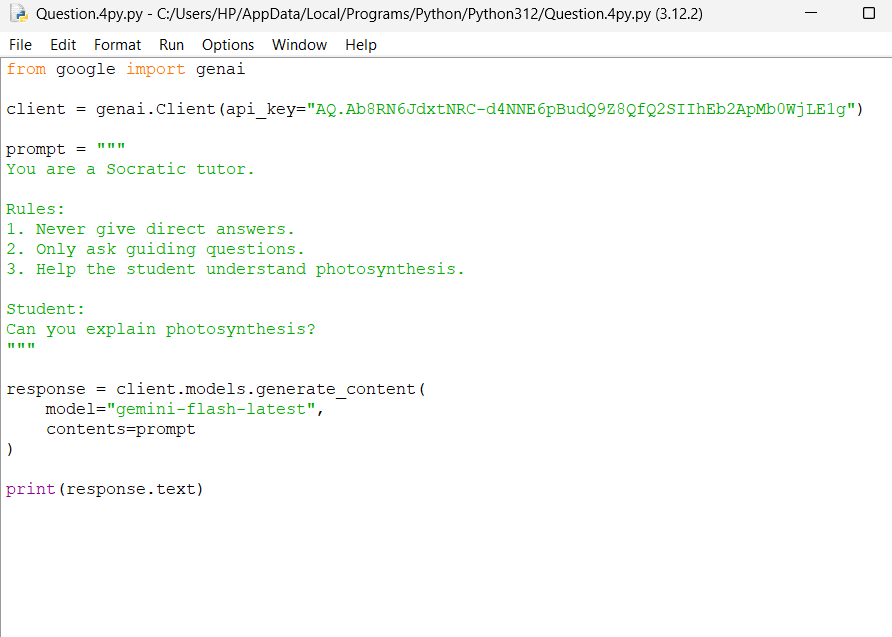 Question.4py.py - C:/Users/HP/AppData/Local/Programs/Python/Python312/Question.4py.py (3.12.2)
File Edit Format Run Options Window Help
from google import genai
client = genai.Client(api_key="AQ.Ab8RN6JdxtNRC-d4NNE6pBudQ9Z8QfQ2SIIhEb2ApMb0WjLE1g")
prompt = """
You are a Socratic tutor.
Rules:
1. Never give direct answers.
2. Only ask guiding questions.
3. Help the student understand photosynthesis.
Student:
Can you explain photosynthesis?
"""
response = client.models.generate_content(
    model="gemini-flash-latest",
    contents=prompt
)
print(response.text)